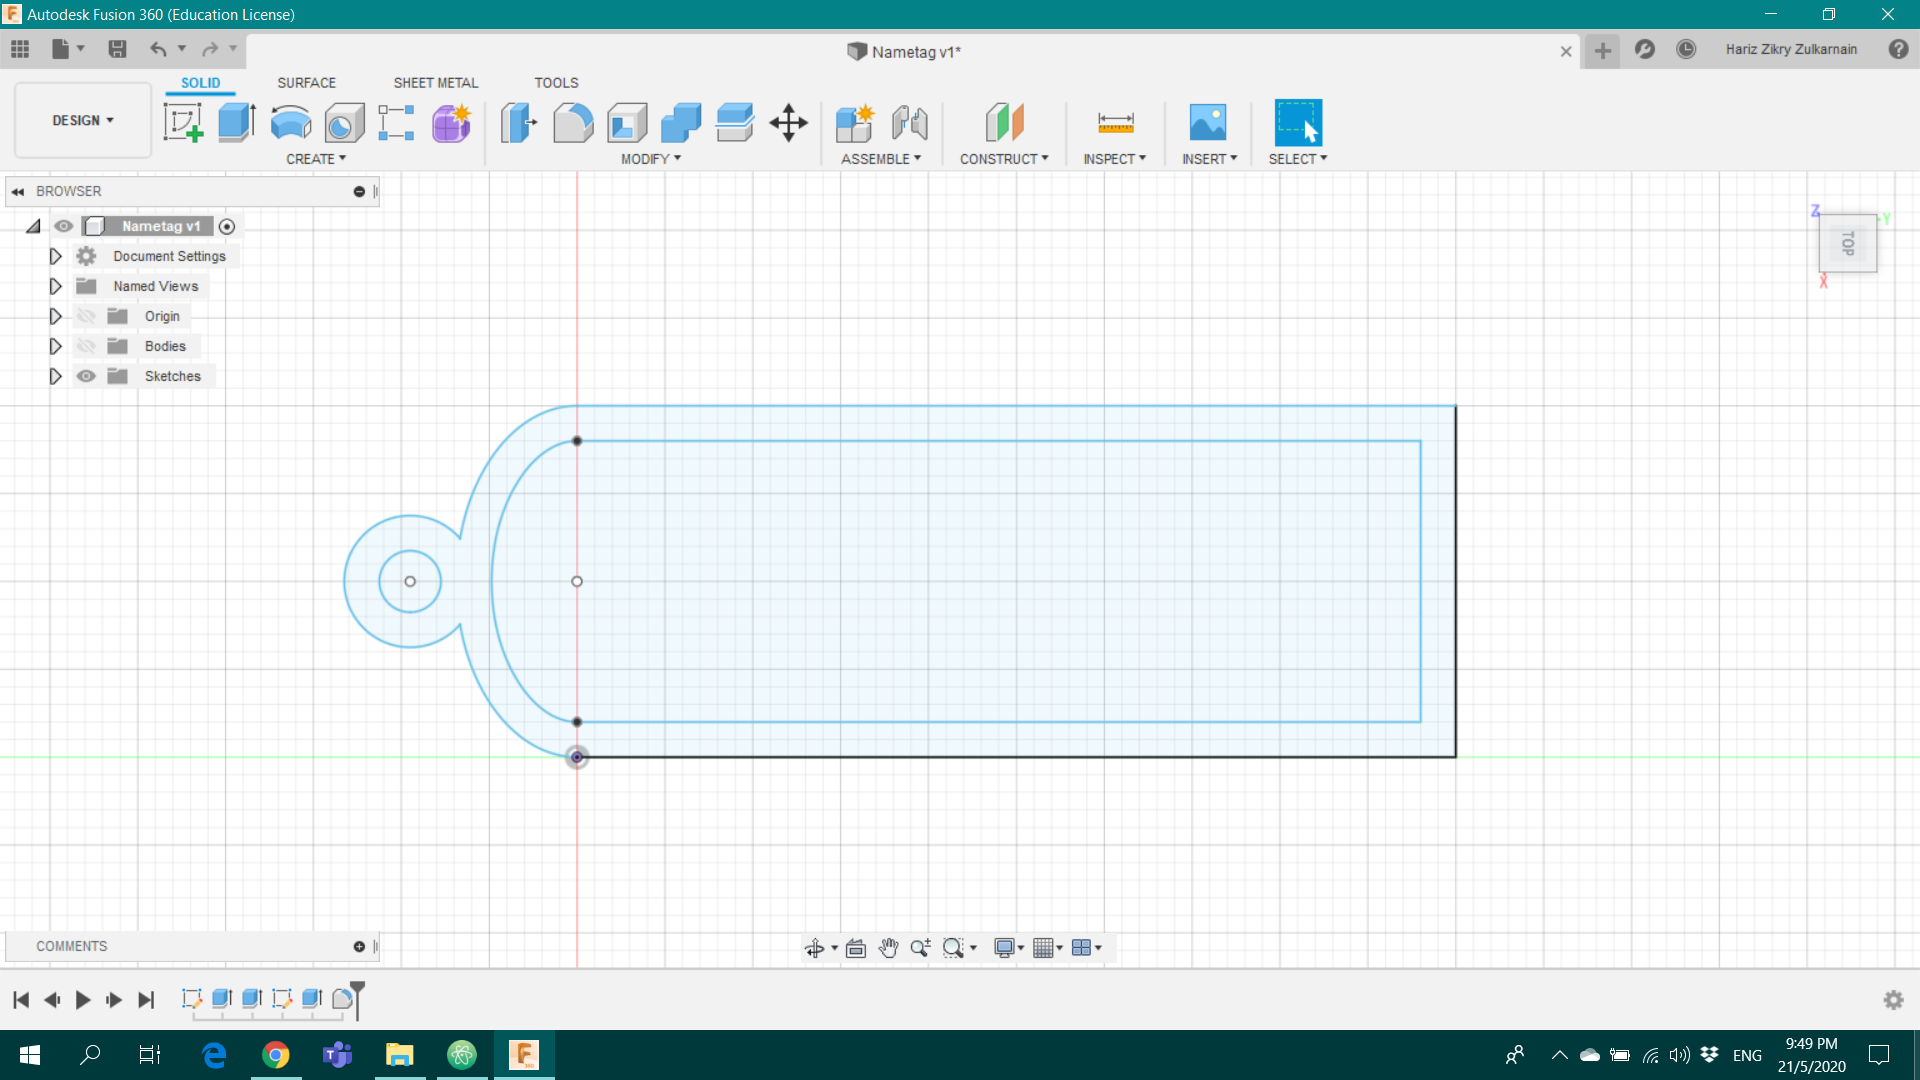 Autodesk Fusion 360 (Education License)
Nametag v1*
Hariz Zikry Zulkarnain
DESIGN
SOLID SURFACE SHEET METAL TOOLS
CREATE MODIFY ASSEMBLE CONSTRUCT INSPECT INSERT SELECT
BROWSER
Nametag v1
Document Settings
Named Views
Origin
Bodies
Sketches
Z Y
TOP
X
COMMENTS
ENG
9:49 PM
21/5/2020